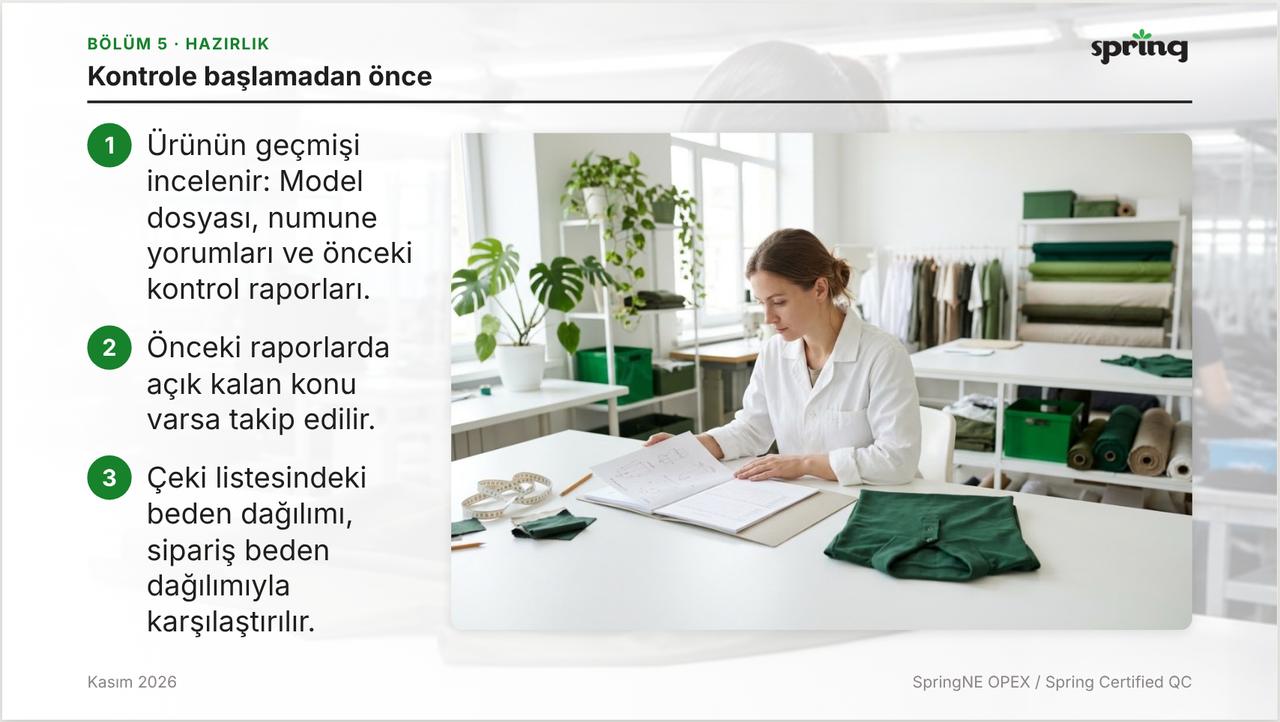 BÖLÜM 5 · HAZIRLIK
Kontrole başlamadan önce
spring
1
Ürünün geçmişi
incelenir: Model
dosyası, numune
yorumları ve önceki
kontrol raporları.
2
Önceki raporlarda
açık kalan konu
varsa takip edilir.
3
Çeki listesindeki
beden dağılımı,
sipariş beden
dağılımıyla
karşılaştırılır.
Kasım 2026
SpringNE OPEX / Spring Certified QC